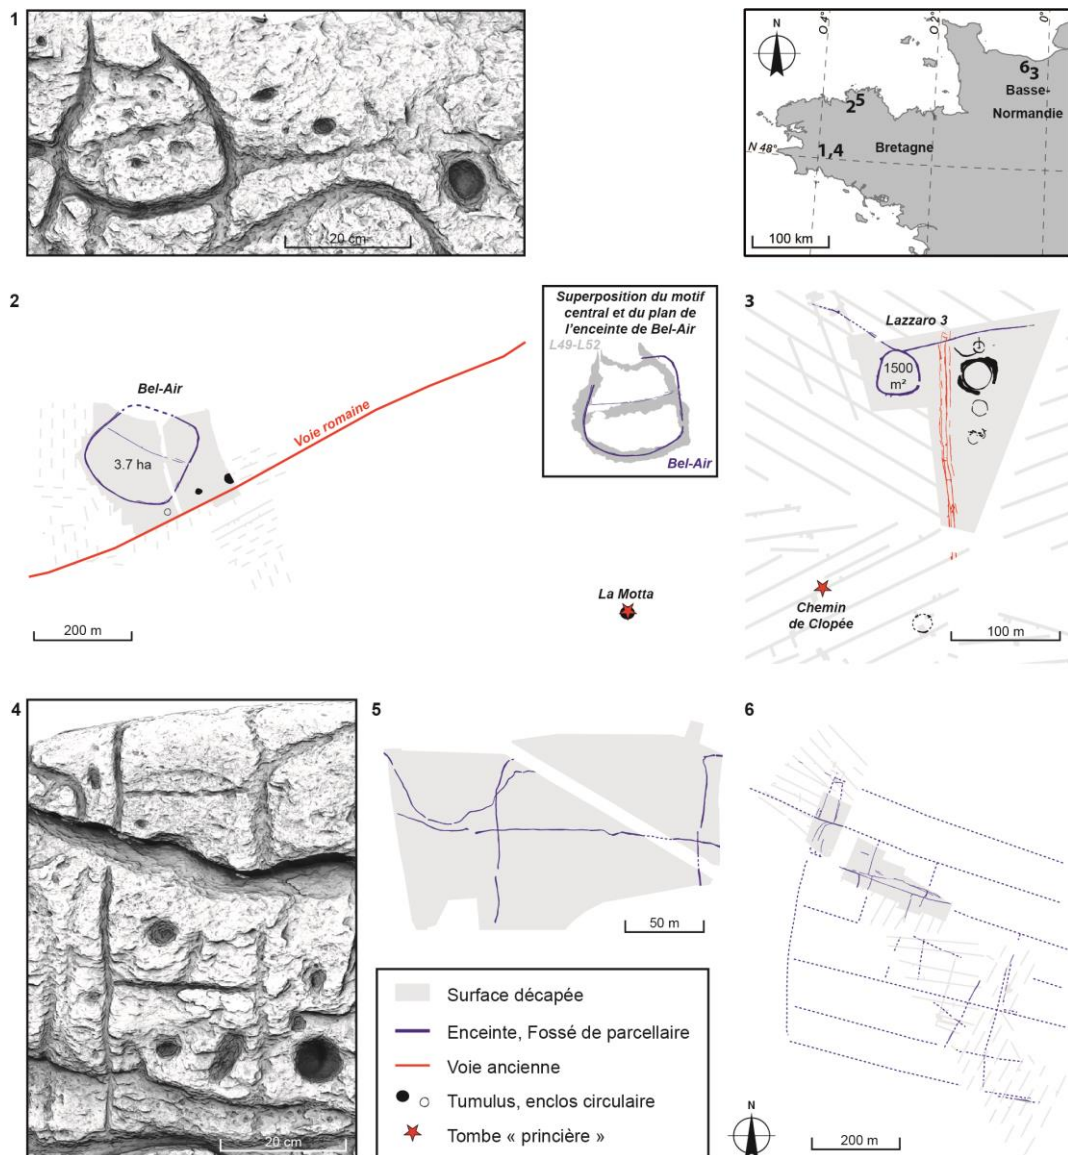 1
20 cm
N
O 4°
O 2°
0°
6
3
Basse-
Normandie
2
5
N 48°
1,4
Bretagne
100 km
2
Bel-Air
3.7 ha
Voie romaine
200 m
Superposition du motif
central et du plan de
l'enceinte de Bel-Air
L49-L52
Bel-Air
La Motta
3
Lazzaro 3
1500
m²
Chemin
de Clopée
100 m
4
20 cm
5
50 m
Surface décapée
Enceinte, Fossé de parcellaire
Voie ancienne
Tumulus, enclos circulaire
Tombe « princière »
6
N
200 m